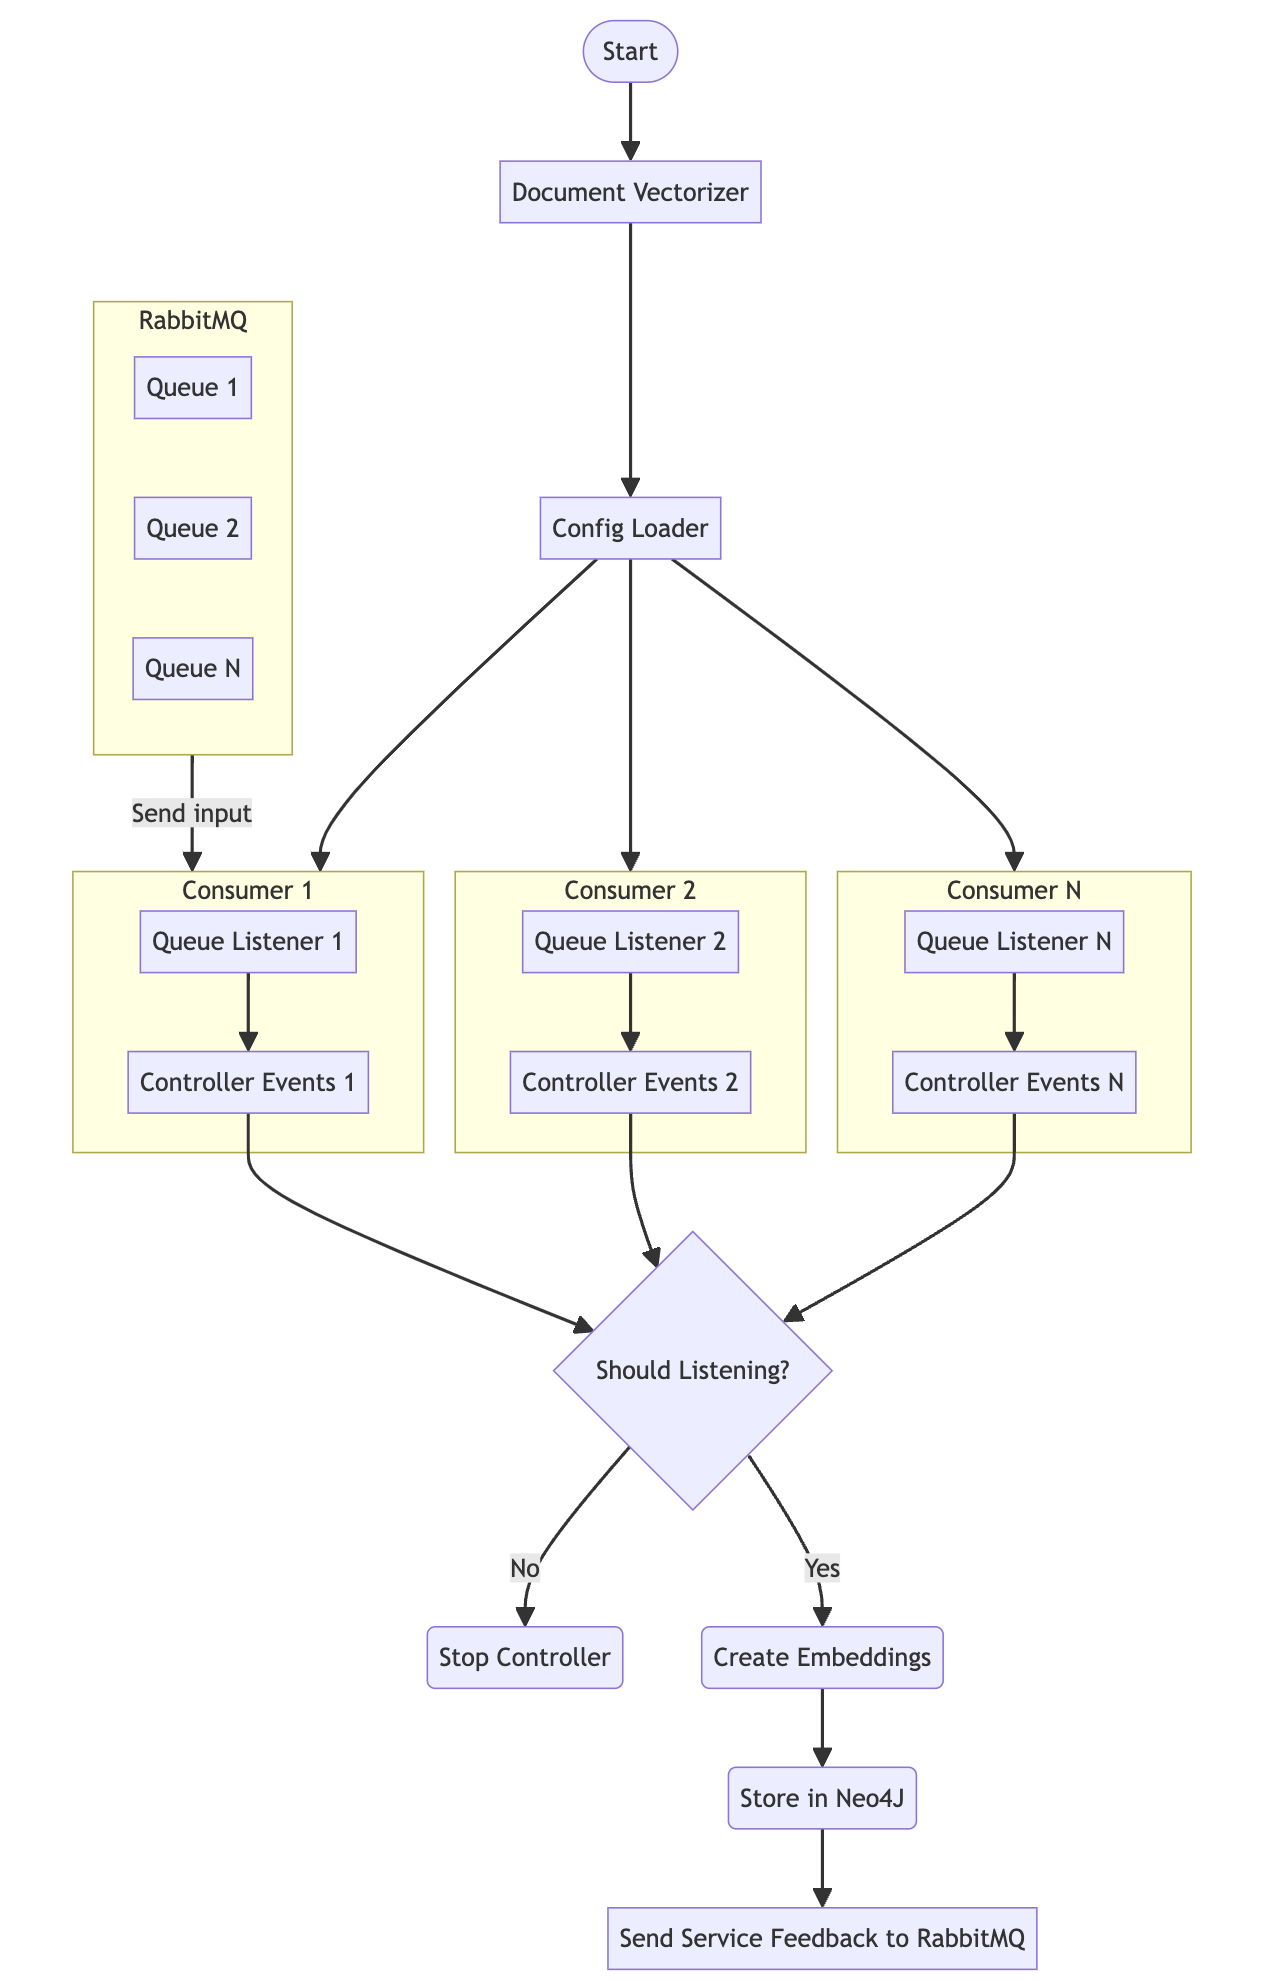 Start
Document Vectorizer
RabbitMQ
Queue 1
Queue 2
Queue N
Config Loader
Send input
Consumer 1
Queue Listener 1
Controller Events 1
Consumer 2
Queue Listener 2
Controller Events 2
Consumer N
Queue Listener N
Controller Events N
Should Listening?
No
Yes
Stop Controller
Create Embeddings
Store in Neo4J
Send Service Feedback to RabbitMQ